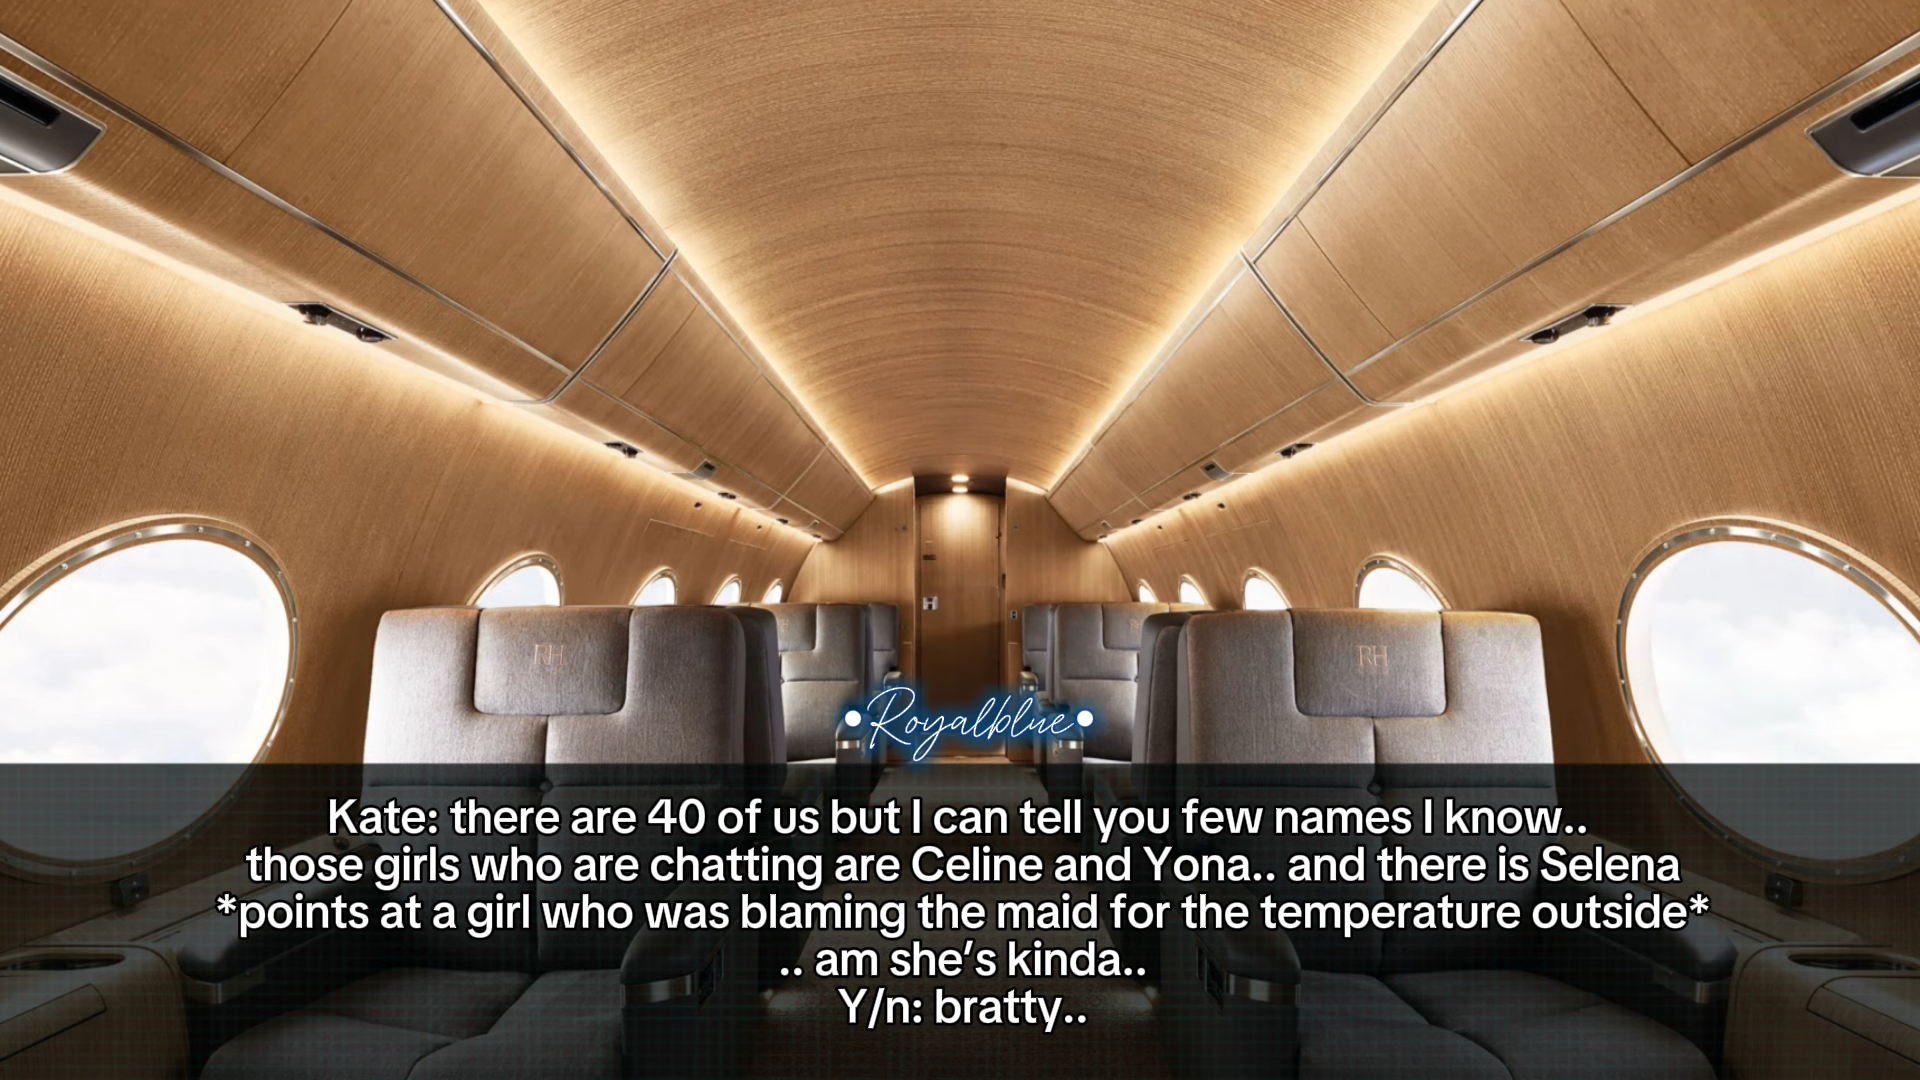 RH RH
•Royalblue•
Kate: there are 40 of us but I can tell you few names I know..
those girls who are chatting are Celine and Yona.. and there is Selena
*points at a girl who was blaming the maid for the temperature outside*
.. am she's kinda..
Y/n: bratty..